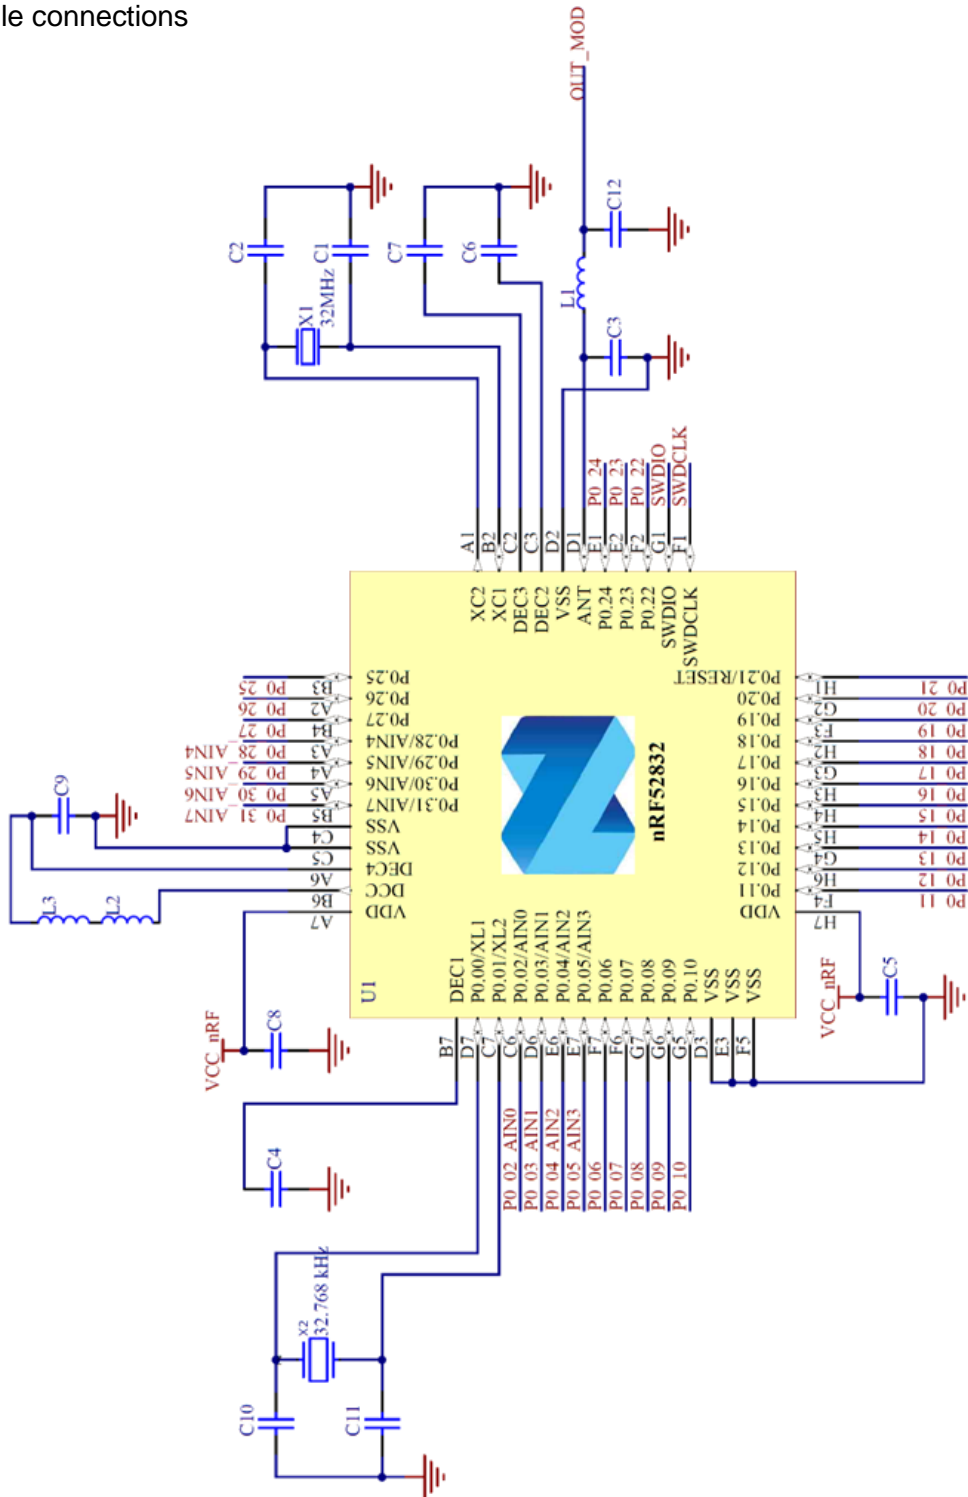 le connections
OUT_MOD
C2
C1
C7
C6
C12
X1
32MHz
L1
C3
P0_24
P0_23
P0_22
SWDIO
SWDCLK
A1
B2
C2
C3
D2
D1
E1
E2
F2
G1
F1
XC2
XC1
DEC3
DEC2
VSS
ANT
P0.24
P0.23
P0.22
SWDIO
SWDCLK
P0_25 B3 P0.25
P0_26 A2 P0.26
P0_27 B4 P0.27
P0_28_AIN4 A3 P0.28/AIN4
P0_29_AIN5 A4 P0.29/AIN5
P0_30_AIN6 A5 P0.30/AIN6
P0_31_AIN7 B5 P0.31/AIN7
C4 VSS
C5 VSS
A6 DEC4
B6 DCC
A7 VDD
P0.21/RESET H1 P0_21
P0.20 G2 P0_20
P0.19 F3 P0_19
P0.18 H2 P0_18
P0.17 G3 P0_17
P0.16 H3 P0_16
P0.15 H4 P0_15
P0.14 H5 P0_14
P0.13 G4 P0_13
P0.12 H6 P0_12
P0.11 F4 P0_11
VDD H7
nRF52832
C9
L3
L2
U1
DEC1
P0.00/XL1
P0.01/XL2
P0.02/AIN0
P0.03/AIN1
P0.04/AIN2
P0.05/AIN3
P0.06
P0.07
P0.08
P0.09
P0.10
VSS
VSS
VSS
B7
D7
C7
C6
D6
E6
E7
F7
F6
G7
G6
G5
D3
E3
F5
VCC_nRF
C8
VCC_nRF
C5
C4
P0_02_AIN0
P0_03_AIN1
P0_04_AIN2
P0_05_AIN3
P0_06
P0_07
P0_08
P0_09
P0_10
X2
32.768 kHz
C10
C11